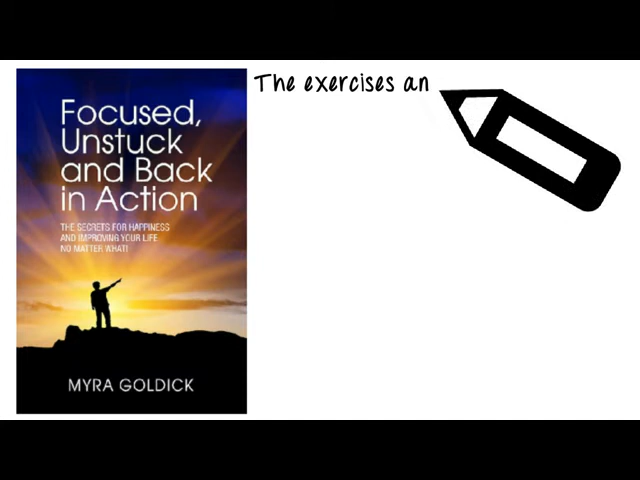 Focused,
Unstuck
and Back
in Action
THE SECRETS FOR HAPPINESS
AND IMPROVING YOUR LIFE
NO MATTER WHAT!
MYRA GOLDICK
The exercises an